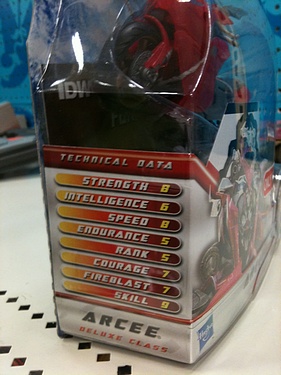 IDW
TECHNICAL DATA
STRENGTH 8
INTELLIGENCE 6
SPEED 8
ENDURANCE 5
RANK 5
COURAGE 7
FIREBLAST 7
SKILL 9
ARCEE
DELUXE CLASS
Hasbro